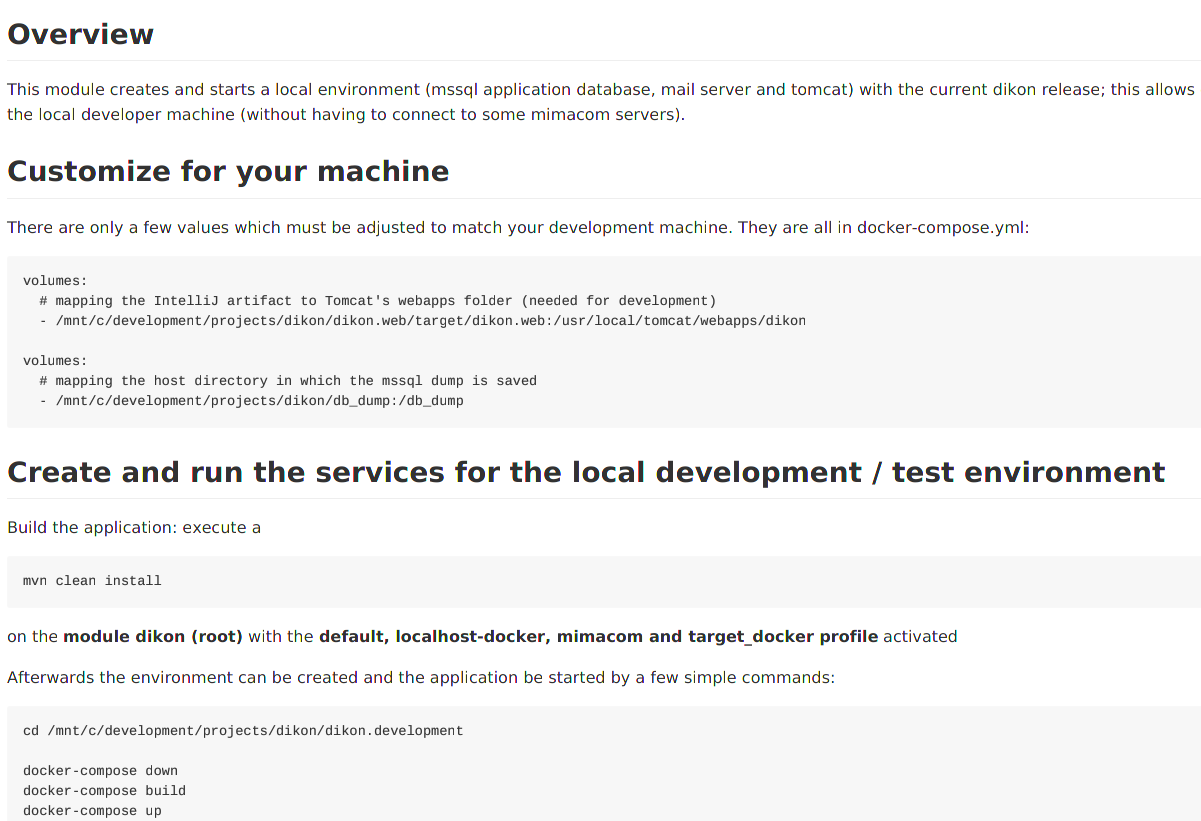 Overview
This module creates and starts a local environment (mssql application database, mail server and tomcat) with the current dikon release; this allows
the local developer machine (without having to connect to some mimacom servers).
Customize for your machine
There are only a few values which must be adjusted to match your development machine. They are all in docker-compose.yml:
volumes:
  # mapping the IntelliJ artifact to Tomcat's webapps folder (needed for development)
  - /mnt/c/development/projects/dikon/dikon.web/target/dikon.web:/usr/local/tomcat/webapps/dikon
volumes:
  # mapping the host directory in which the mssql dump is saved
  - /mnt/c/development/projects/dikon/db_dump:/db_dump
Create and run the services for the local development / test environment
Build the application: execute a
mvn clean install
on the module dikon (root) with the default, localhost-docker, mimacom and target_docker profile activated
Afterwards the environment can be created and the application be started by a few simple commands:
cd /mnt/c/development/projects/dikon/dikon.development
docker-compose down
docker-compose build
docker-compose up